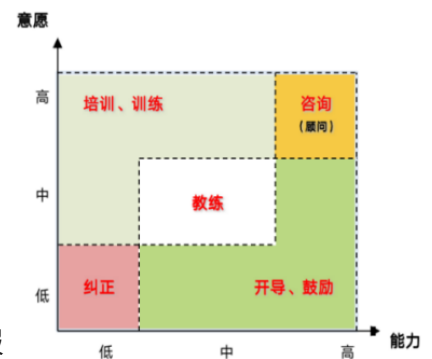 意愿
高
培训、训练
咨询
（顾问）
中
教练
低
纠正
开导、鼓励
能力
低
中
高